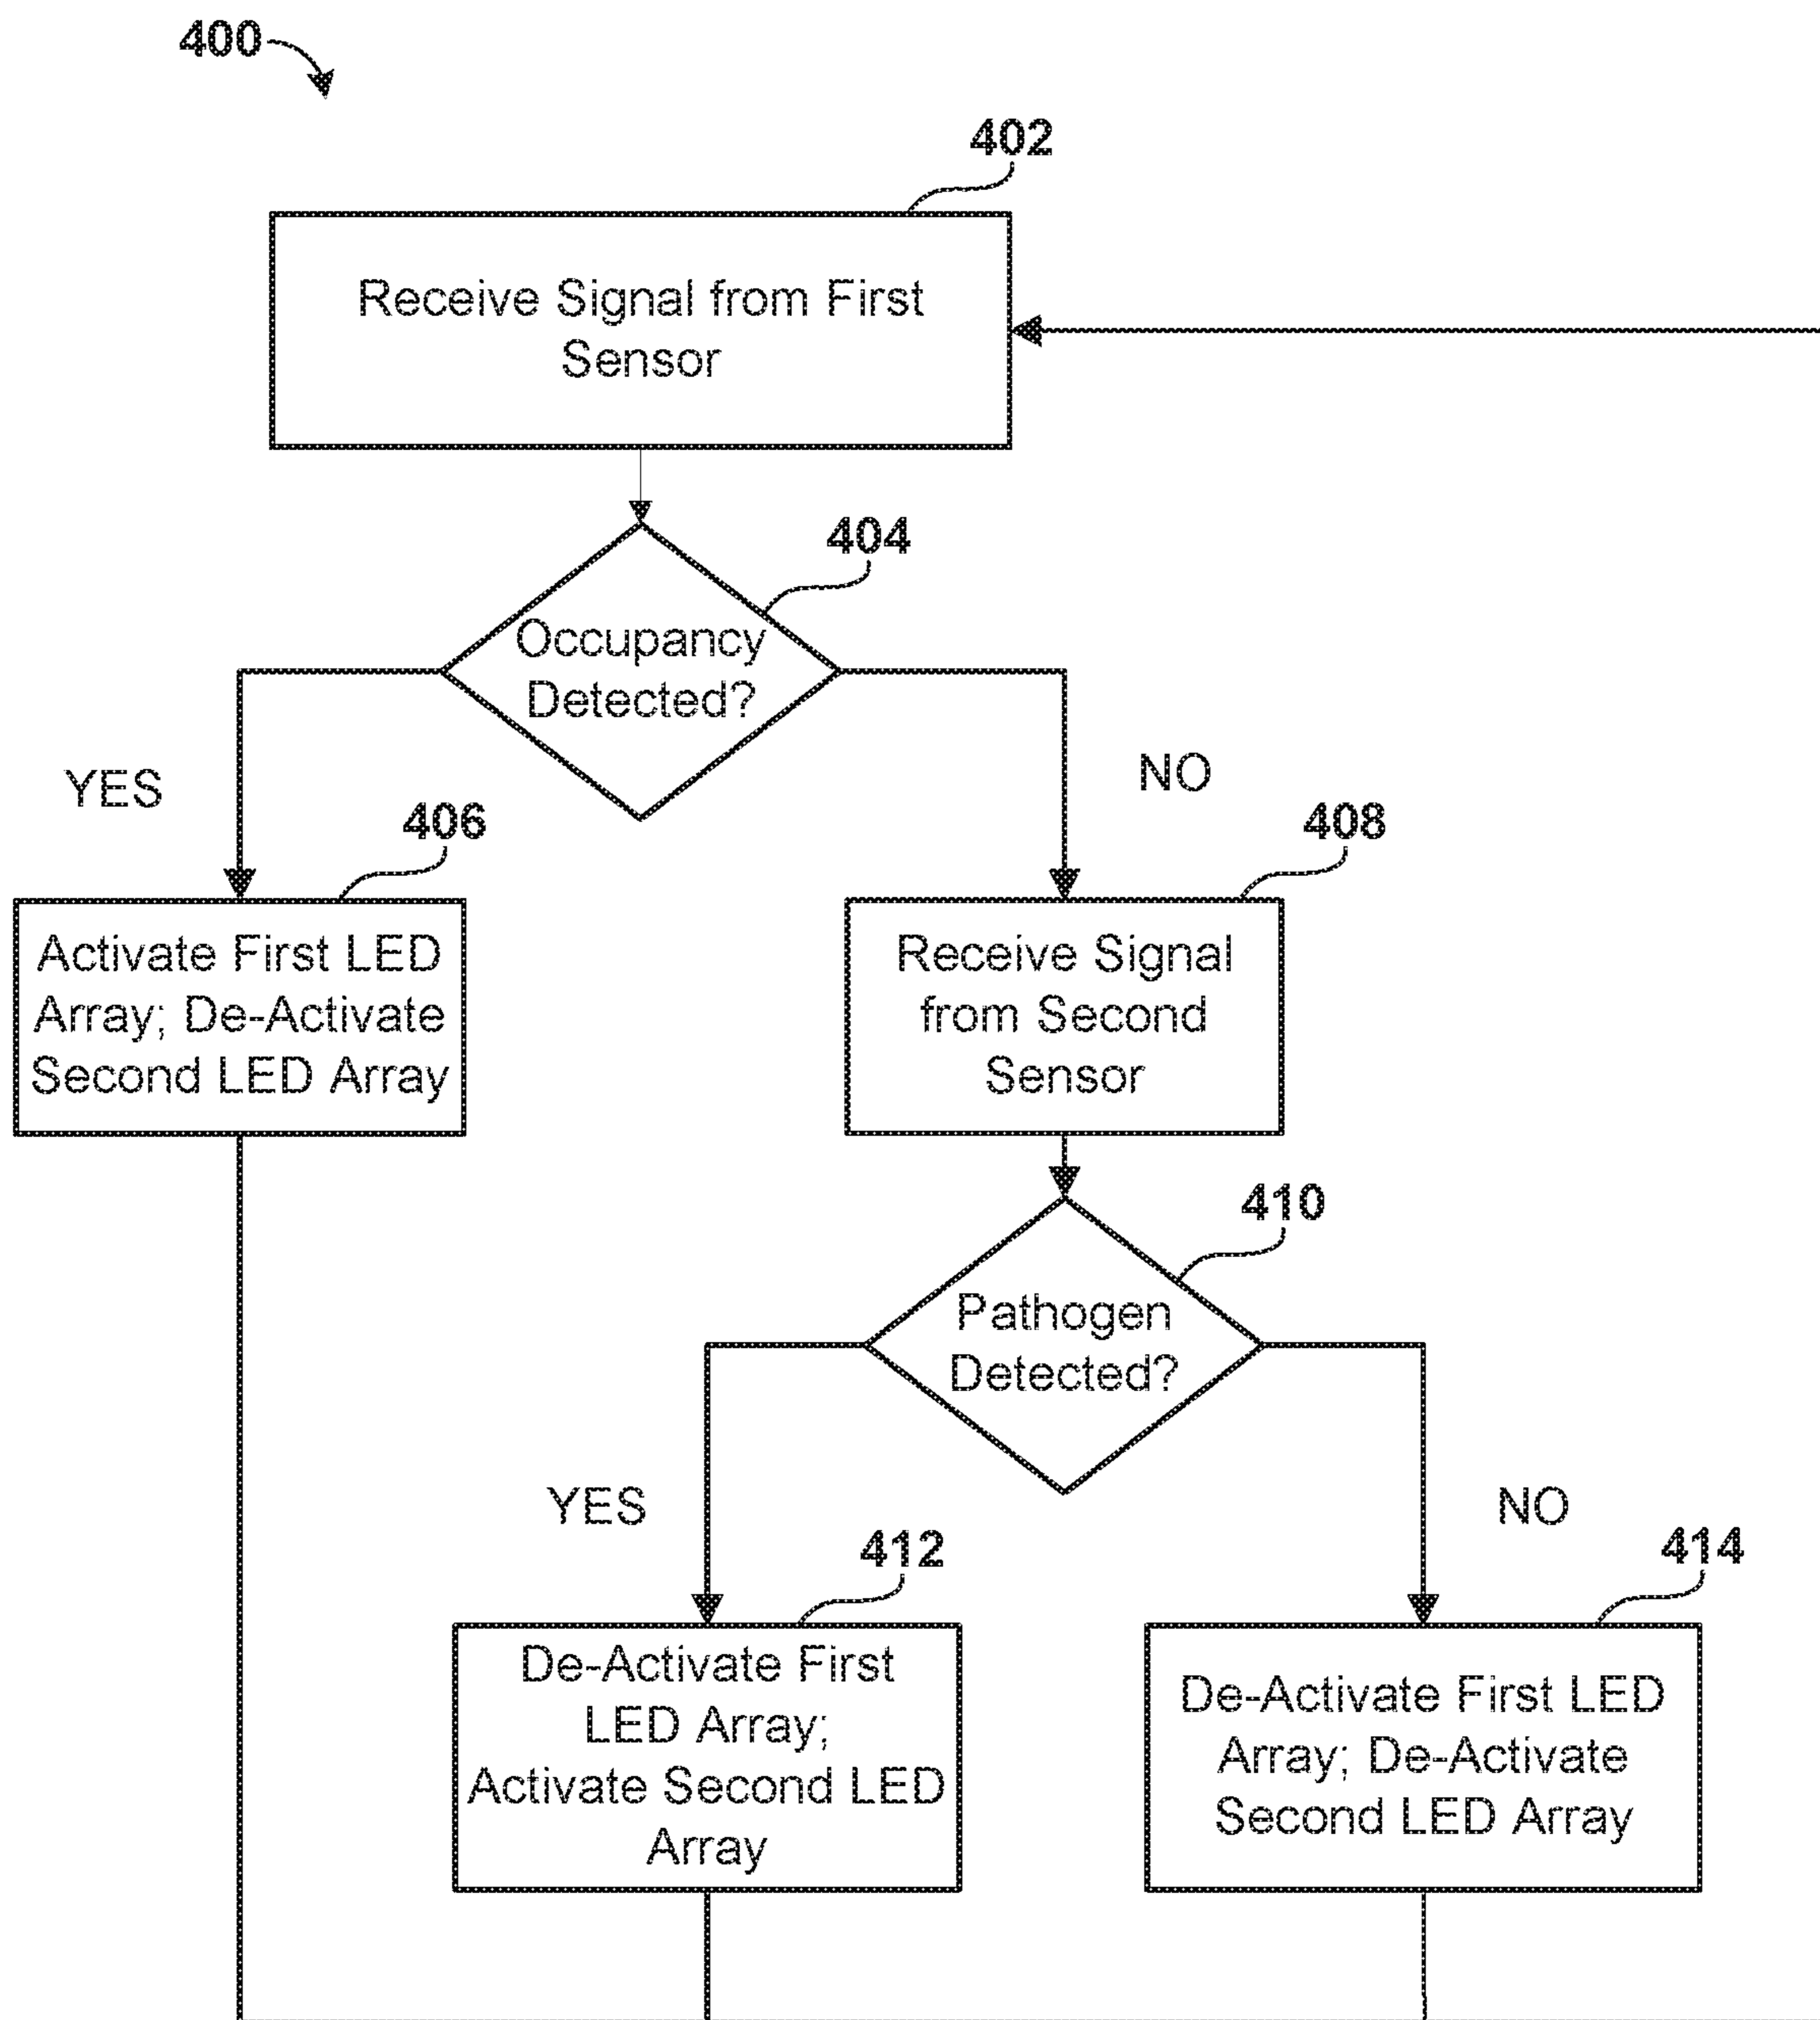 400
402
Receive Signal from First
Sensor
404
Occupancy
Detected?
YES
NO
406
408
Activate First LED
Array; De-Activate
Second LED Array
Receive Signal
from Second
Sensor
410
Pathogen
Detected?
YES
NO
412
414
De-Activate First
LED Array;
Activate Second LED
Array
De-Activate First LED
Array; De-Activate
Second LED Array